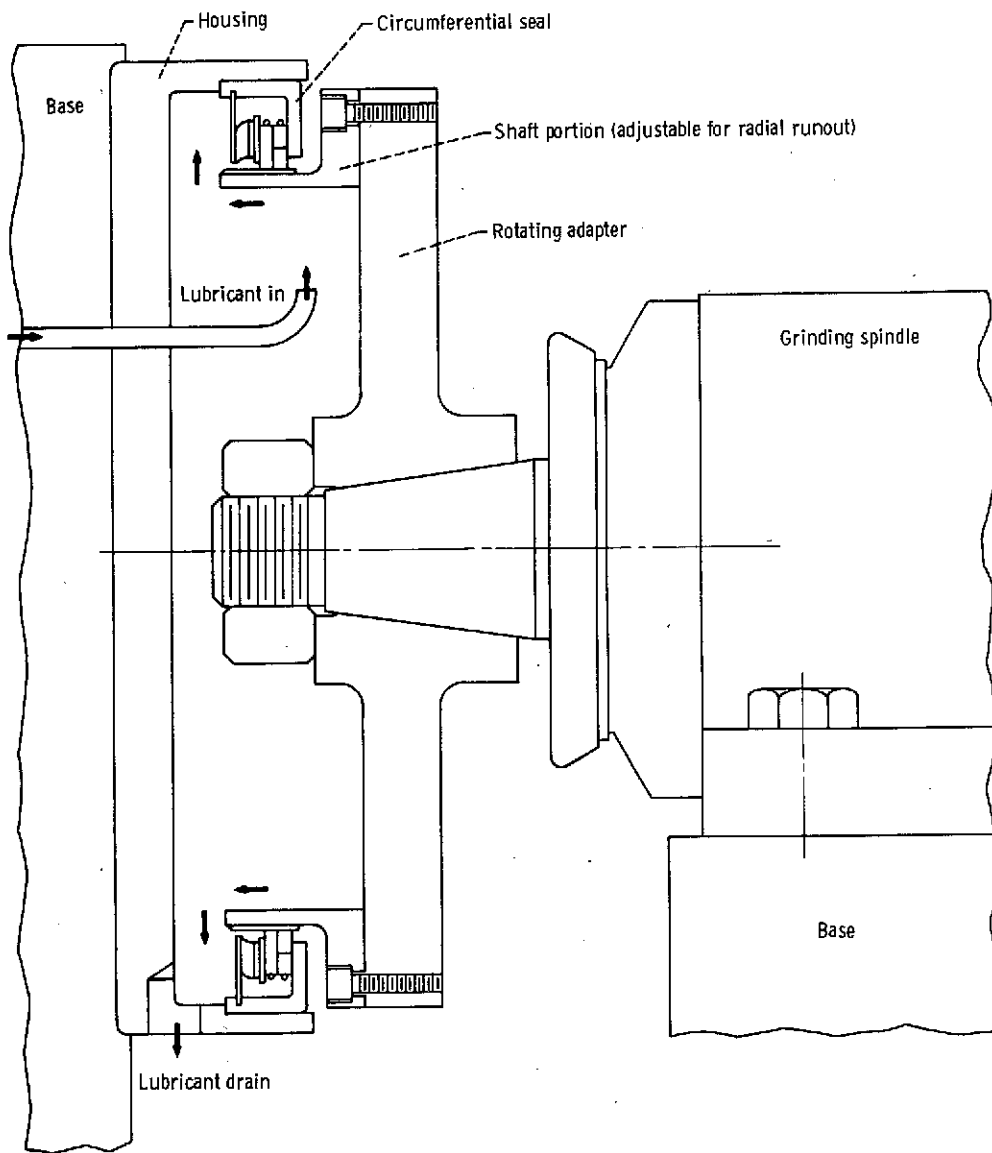 Housing
Circumferential seal
Base
Shaft portion (adjustable for radial runout)
Rotating adapter
Lubricant in
Grinding spindle
Base
Lubricant drain